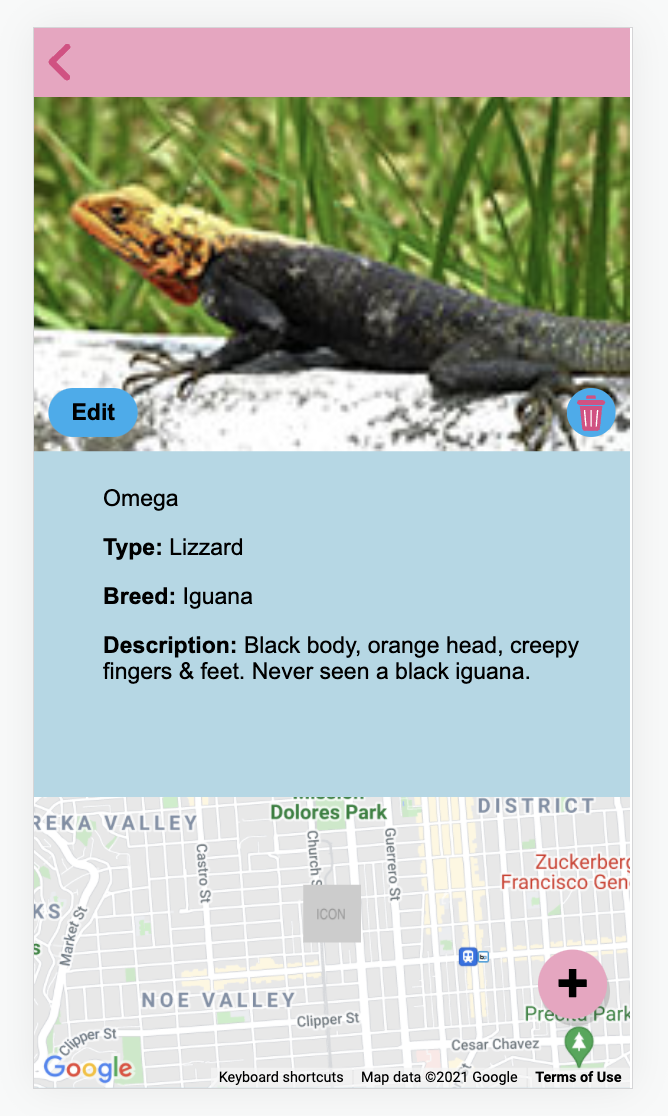 Edit
Omega
Type: Lizzard
Breed: Iguana
Description: Black body, orange head, creepy
fingers & feet. Never seen a black iguana.
Dolores Park
DISTRICT
REKA VALLEY
Castro St
Church S
Guerrero St
Zuckerberg
Francisco Gen
ICON
KS
Market St
NOE VALLEY
Clipper St
Clipper St
Park
Cesar Chavez
Google
Keyboard shortcuts Map data ©2021 Google Terms of Use